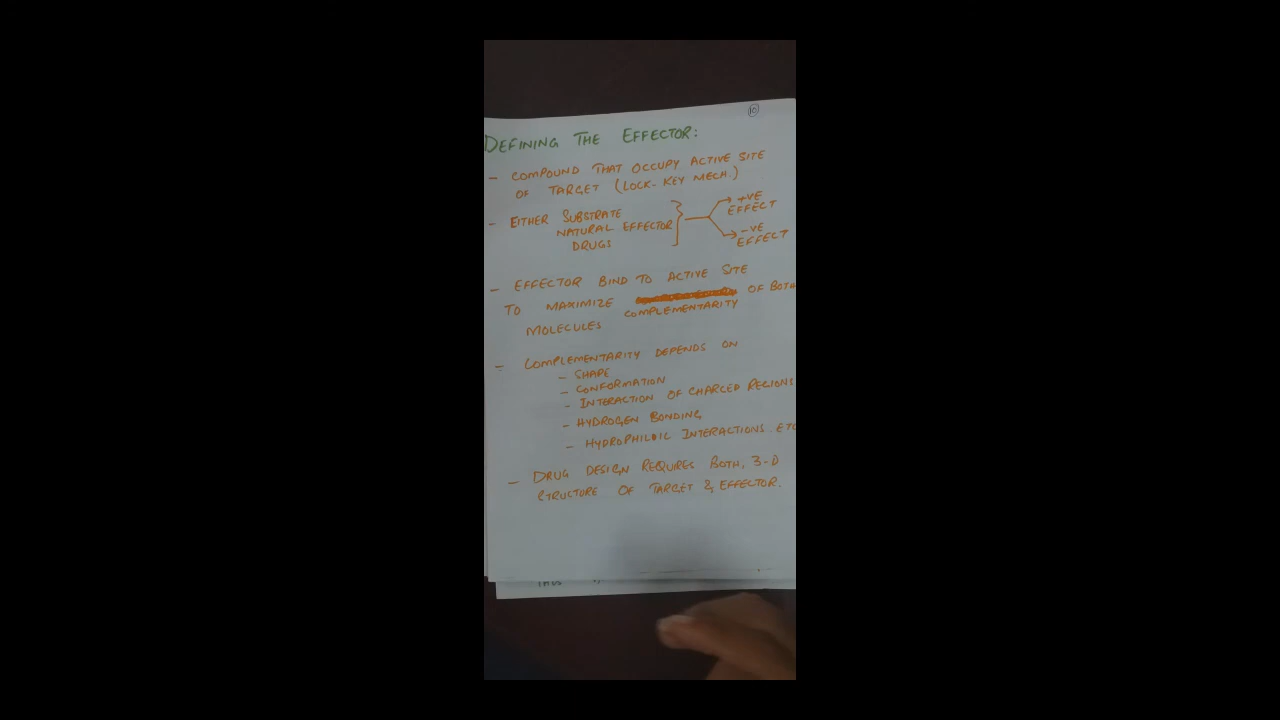 10
DEFINING THE EFFECTOR:
- COMPOUND THAT OCCUPY ACTIVE SITE
OF TARGET (LOCK-KEY MECH.)
- EITHER SUBSTRATE
NATURAL EFFECTOR
DRUGS
+VE
EFFECT
-VE
EFFECT
- EFFECTOR BIND TO ACTIVE SITE
TO MAXIMIZE OF BOTH
COMPLEMENTARITY
MOLECULES
- COMPLEMENTARITY DEPENDS ON
- SHAPE
- CONFORMATION
- INTERACTION OF CHARGED REGIONS
- HYDROGEN BONDING
- HYDROPHILDIC INTERACTIONS. ETC
- DRUG DESIGN REQUIRES BOTH, 3-D
STRUCTURE OF TARGET & EFFECTOR.